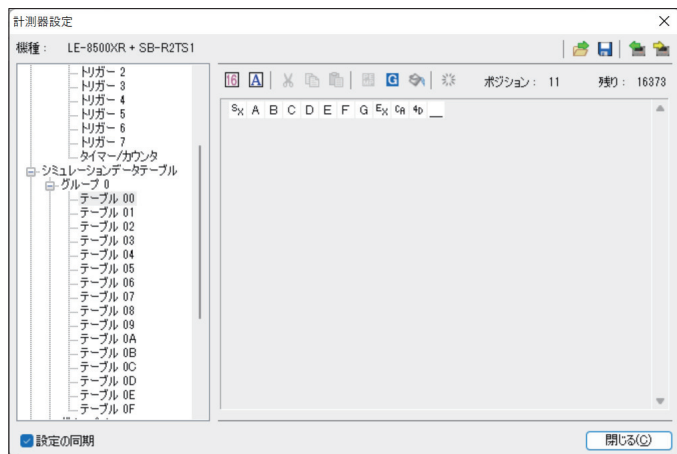 計測器設定
機種： LE-8500XR + SB-R2TS1
トリガー 2
トリガー 3
トリガー 4
トリガー 5
トリガー 6
トリガー 7
タイマー/カウンタ
シミュレーションデータテーブル
グループ 0
テーブル 00
テーブル 01
テーブル 02
テーブル 03
テーブル 04
テーブル 05
テーブル 06
テーブル 07
テーブル 08
テーブル 09
テーブル 0A
テーブル 0B
テーブル 0C
テーブル 0D
テーブル 0E
テーブル 0F
16 A G ポジション： 11 残り： 16373
SX A B C D E F G EX CA 4D
設定の同期
閉じる(C)